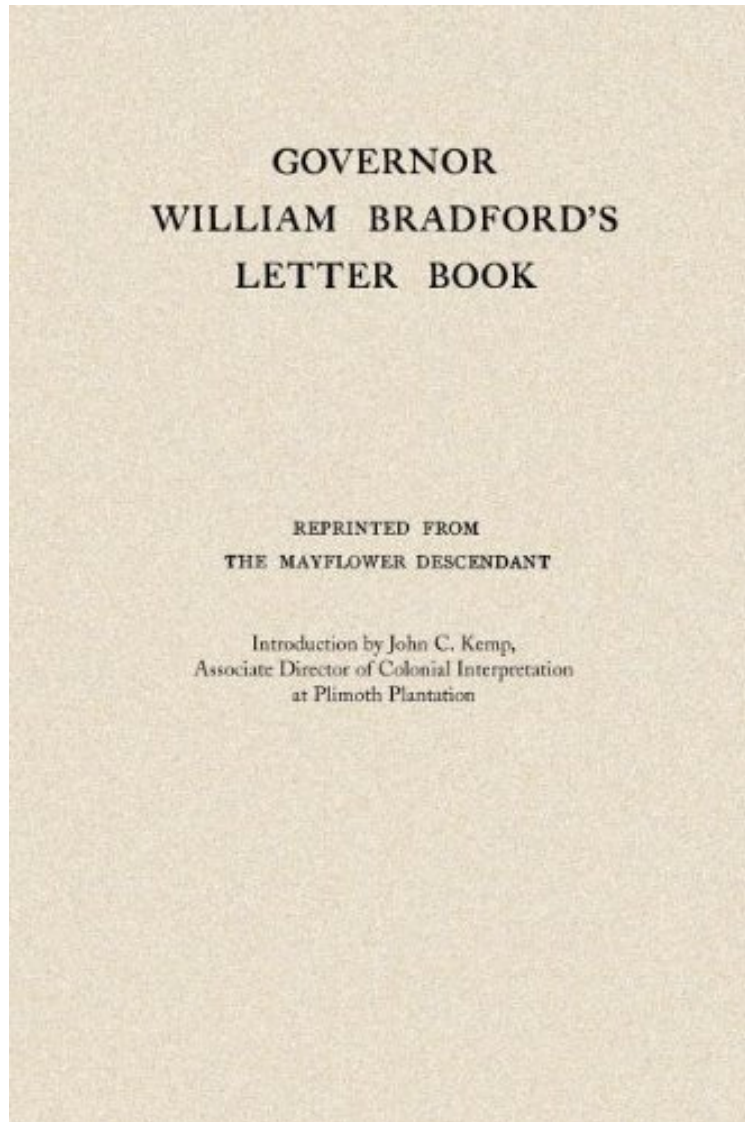 GOVERNOR
WILLIAM BRADFORD'S
LETTER BOOK
REPRINTED FROM
THE MAYFLOWER DESCENDANT
Introduction by John C. Kemp,
Associate Director of Colonial Interpretation
at Plimoth Plantation